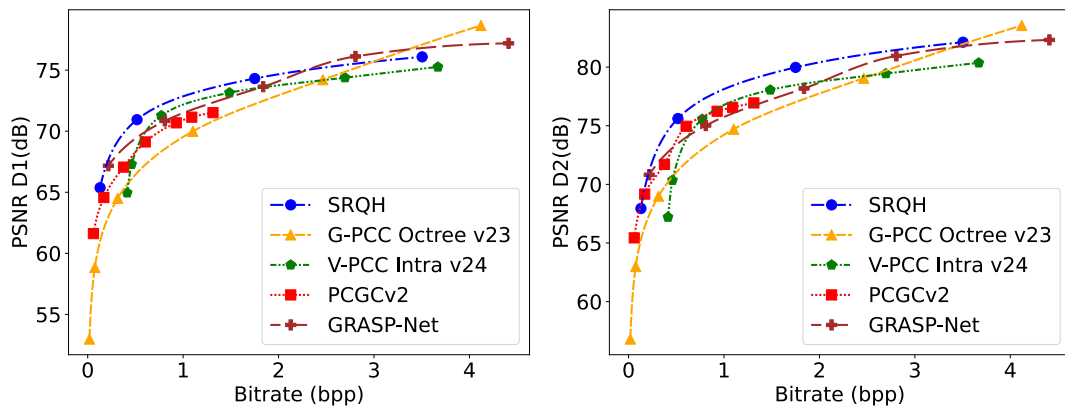 PSNR D1(dB)
75
70
65
60
55
0 1 2 3 4
Bitrate (bpp)
SRQH
G-PCC Octree v23
V-PCC Intra v24
PCGCv2
GRASP-Net
PSNR D2(dB)
80
75
70
65
60
0 1 2 3 4
Bitrate (bpp)
SRQH
G-PCC Octree v23
V-PCC Intra v24
PCGCv2
GRASP-Net